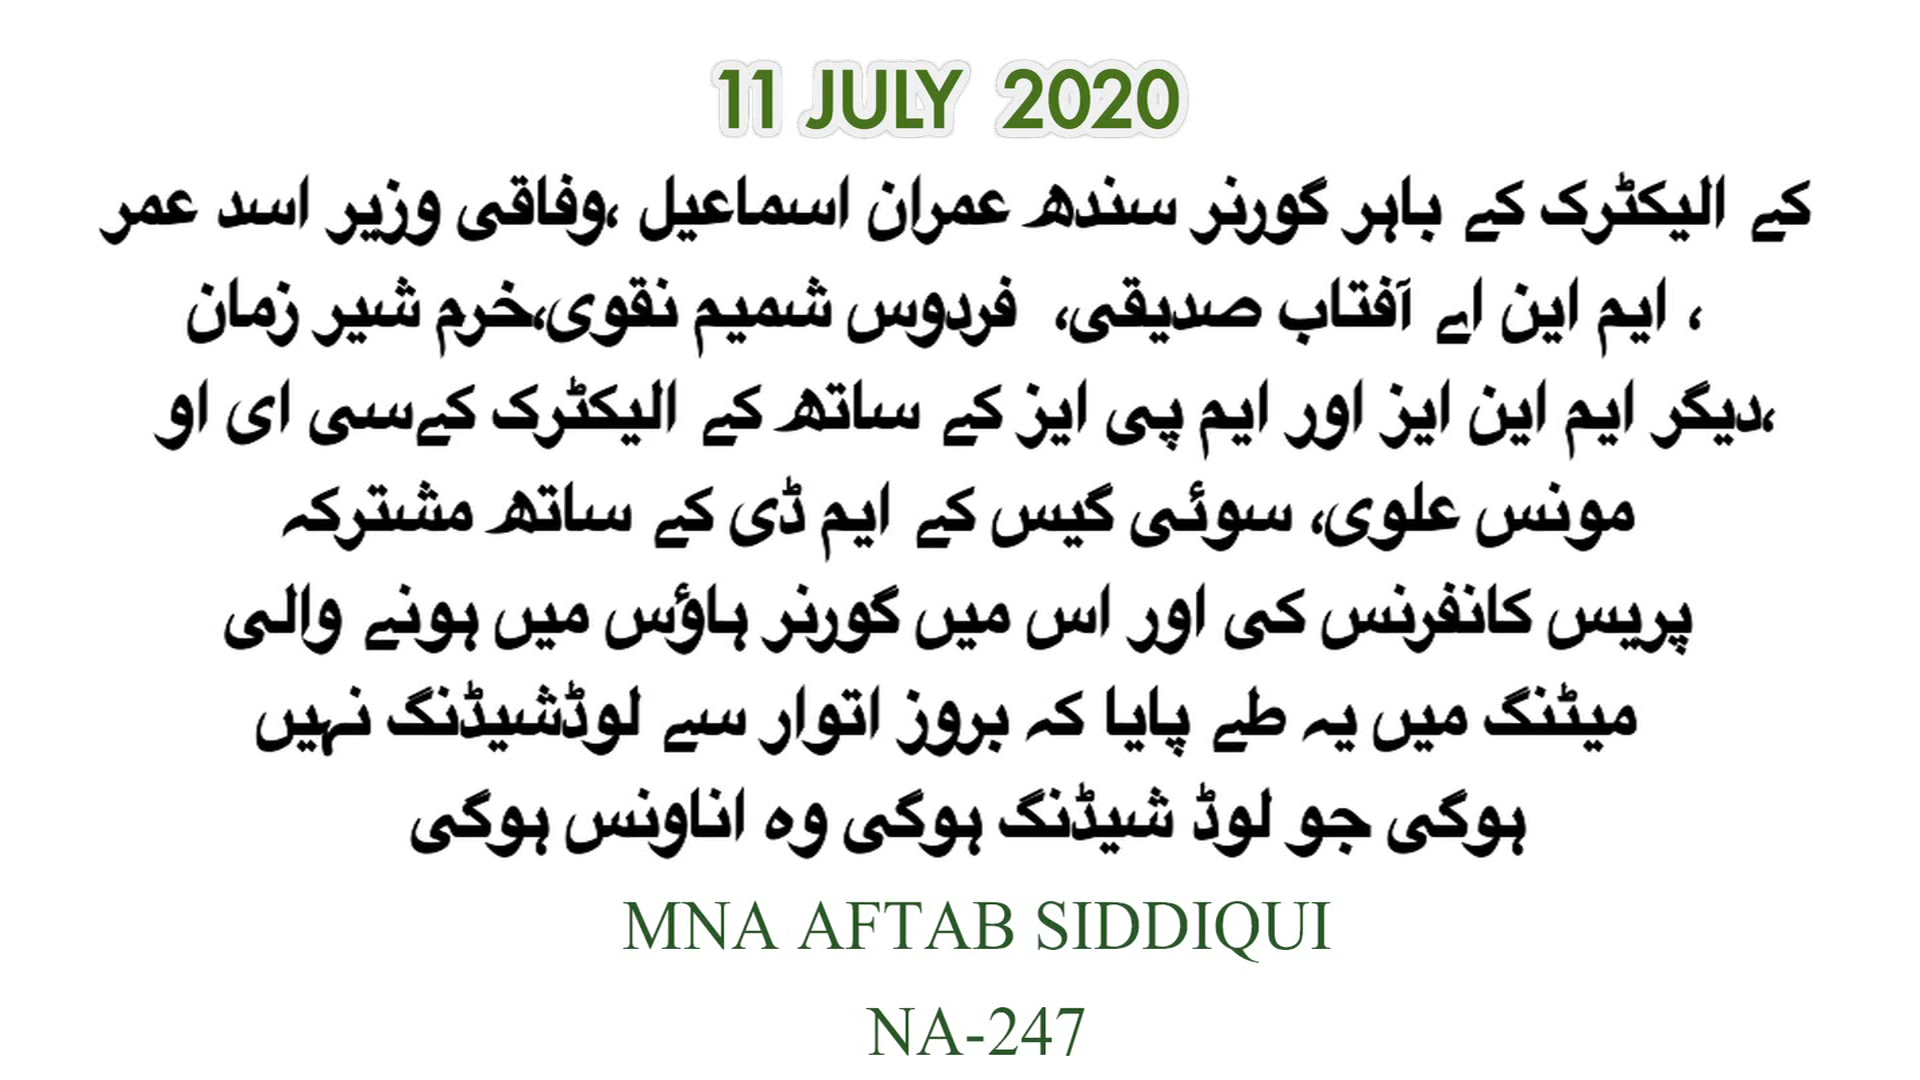 11 JULY 2020
کے الیکٹرک کے باہر گورنر سندھ عمران اسماعیل ،وفاقی وزیر اسد عمر
، ایم این اے آفتاب صدیقی، فردوس شمیم نقوی،خرم شیر زمان
،دیگر ایم این ایز اور ایم پی ایز کے ساتھ کے الیکٹرک کےسی ای او
مونس علوی، سوئی گیس کے ایم ڈی کے ساتھ مشترکہ
پریس کانفرنس کی اور اس میں گورنر ہاؤس میں ہونے والی
میٹنگ میں یہ طے پایا کہ بروز اتوار سے لوڈشیڈنگ نہیں
ہوگی جو لوڈ شیڈنگ ہوگی وہ اناونس ہوگی
MNA AFTAB SIDDIQUI
NA-247